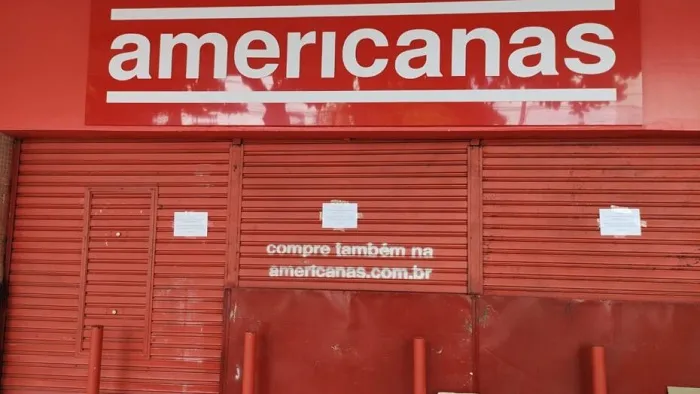 americanas
compre também na
americanas.com.br